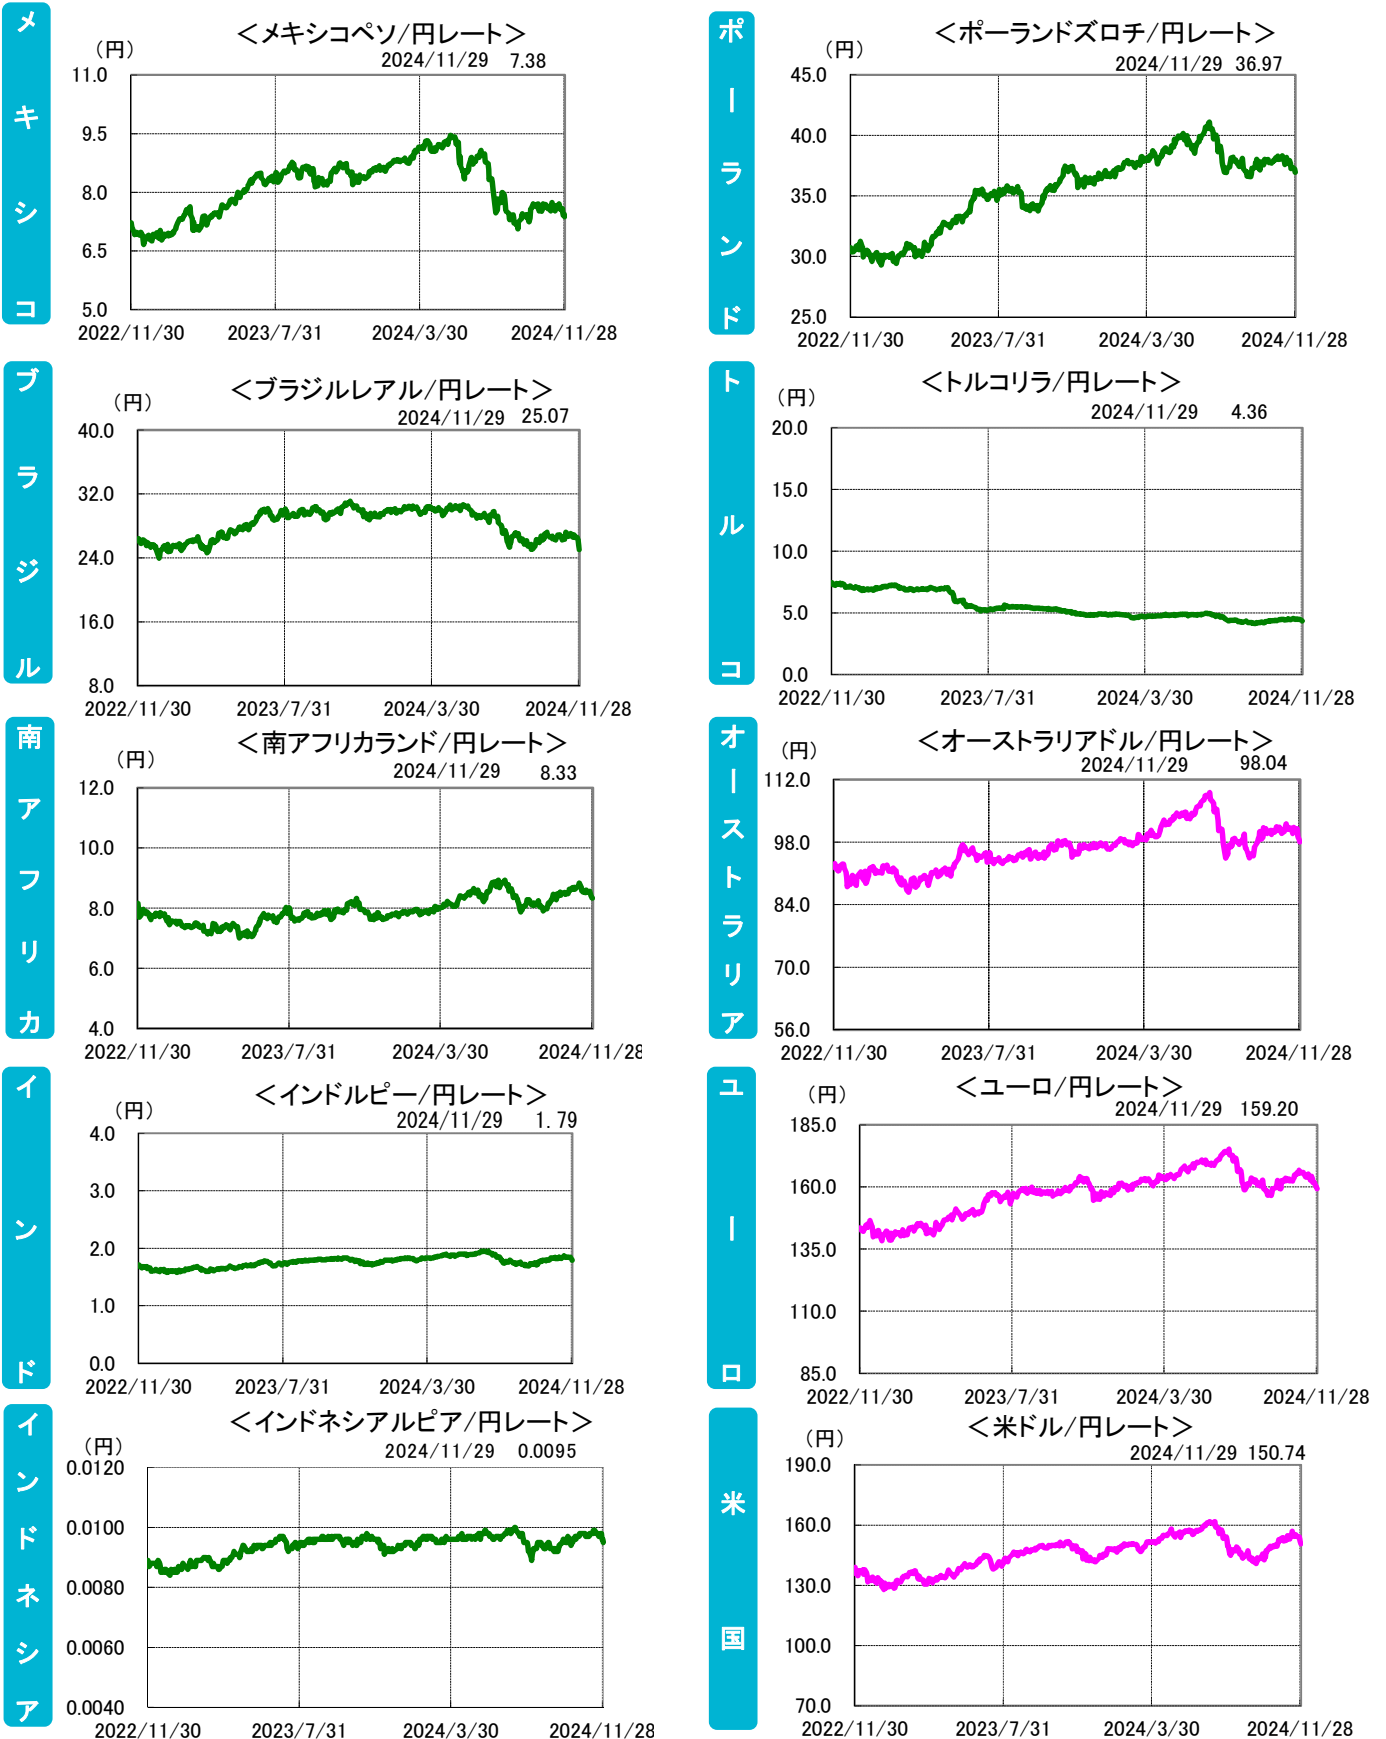 メキシコ
＜メキシコペソ/円レート＞
（円）
2024/11/29 7.38
11.0
9.5
8.0
6.5
5.0
2022/11/30 2023/7/31 2024/3/30 2024/11/28
ポーランド
＜ポーランドズロチ/円レート＞
（円）
2024/11/29 36.97
45.0
40.0
35.0
30.0
25.0
2022/11/30 2023/7/31 2024/3/30 2024/11/28
ブラジル
＜ブラジルレアル/円レート＞
（円）
2024/11/29 25.07
40.0
32.0
24.0
16.0
8.0
2022/11/30 2023/7/31 2024/3/30 2024/11/28
トルコ
＜トルコリラ/円レート＞
（円）
2024/11/29 4.36
20.0
15.0
10.0
5.0
0.0
2022/11/30 2023/7/31 2024/3/30 2024/11/28
南アフリカ
＜南アフリカランド/円レート＞
（円）
2024/11/29 8.33
12.0
10.0
8.0
6.0
4.0
2022/11/30 2023/7/31 2024/3/30 2024/11/28
オーストラリア
＜オーストラリアドル/円レート＞
（円）
2024/11/29 98.04
112.0
98.0
84.0
70.0
56.0
2022/11/30 2023/7/31 2024/3/30 2024/11/28
インド
＜インドルピー/円レート＞
（円）
2024/11/29 1.79
4.0
3.0
2.0
1.0
0.0
2022/11/30 2023/7/31 2024/3/30 2024/11/28
ユーロ
＜ユーロ/円レート＞
（円）
2024/11/29 159.20
185.0
160.0
135.0
110.0
85.0
2022/11/30 2023/7/31 2024/3/30 2024/11/28
インドネシア
＜インドネシアルピア/円レート＞
（円）
2024/11/29 0.0095
0.0120
0.0100
0.0080
0.0060
0.0040
2022/11/30 2023/7/31 2024/3/30 2024/11/28
米国
＜米ドル/円レート＞
（円）
2024/11/29 150.74
190.0
160.0
130.0
100.0
70.0
2022/11/30 2023/7/31 2024/3/30 2024/11/28